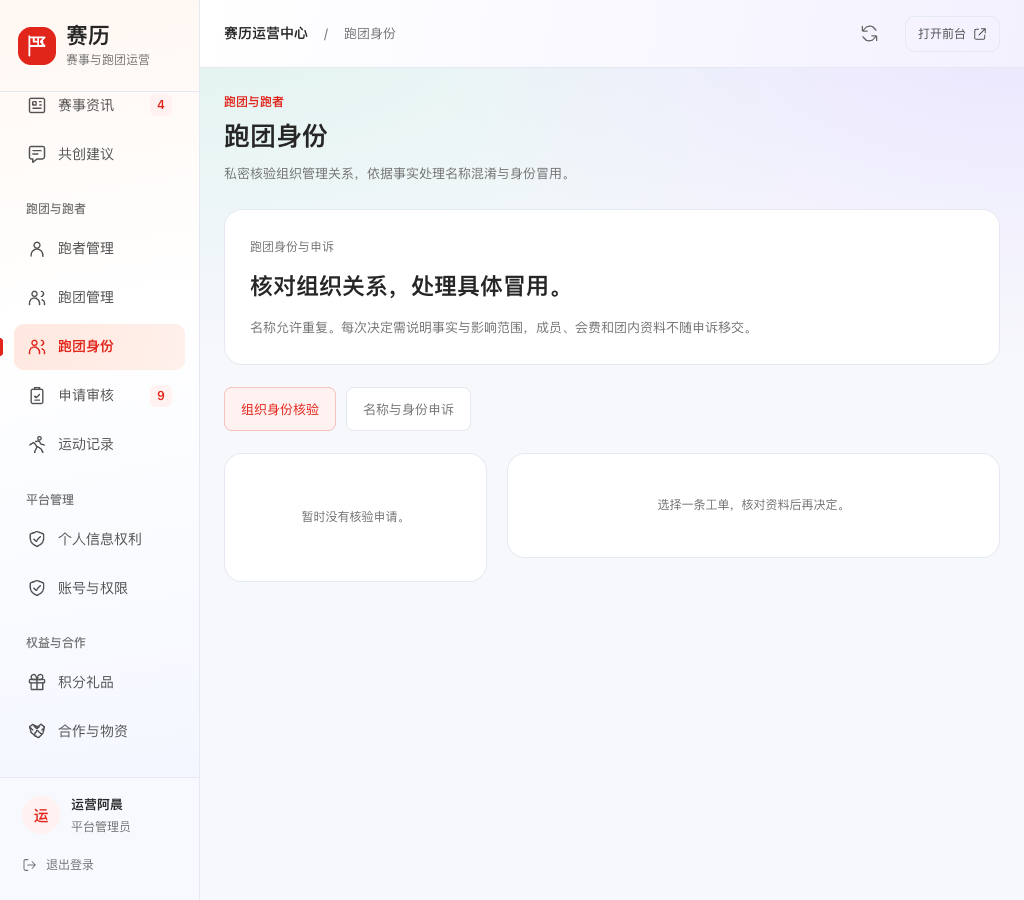 赛历
赛事与跑团运营
赛事资讯 4
共创建议
跑团与跑者
跑者管理
跑团管理
跑团身份
申请审核 9
运动记录
平台管理
个人信息权利
账号与权限
权益与合作
积分礼品
合作与物资
运
运营阿晨
平台管理员
退出登录
赛历运营中心 / 跑团身份
打开前台
跑团与跑者
跑团身份
私密核验组织管理关系，依据事实处理名称混淆与身份冒用。
跑团身份与申诉
核对组织关系，处理具体冒用。
名称允许重复。每次决定需说明事实与影响范围，成员、会费和团内资料不随申诉移交。
组织身份核验
名称与身份申诉
暂时没有核验申请。
选择一条工单，核对资料后再决定。